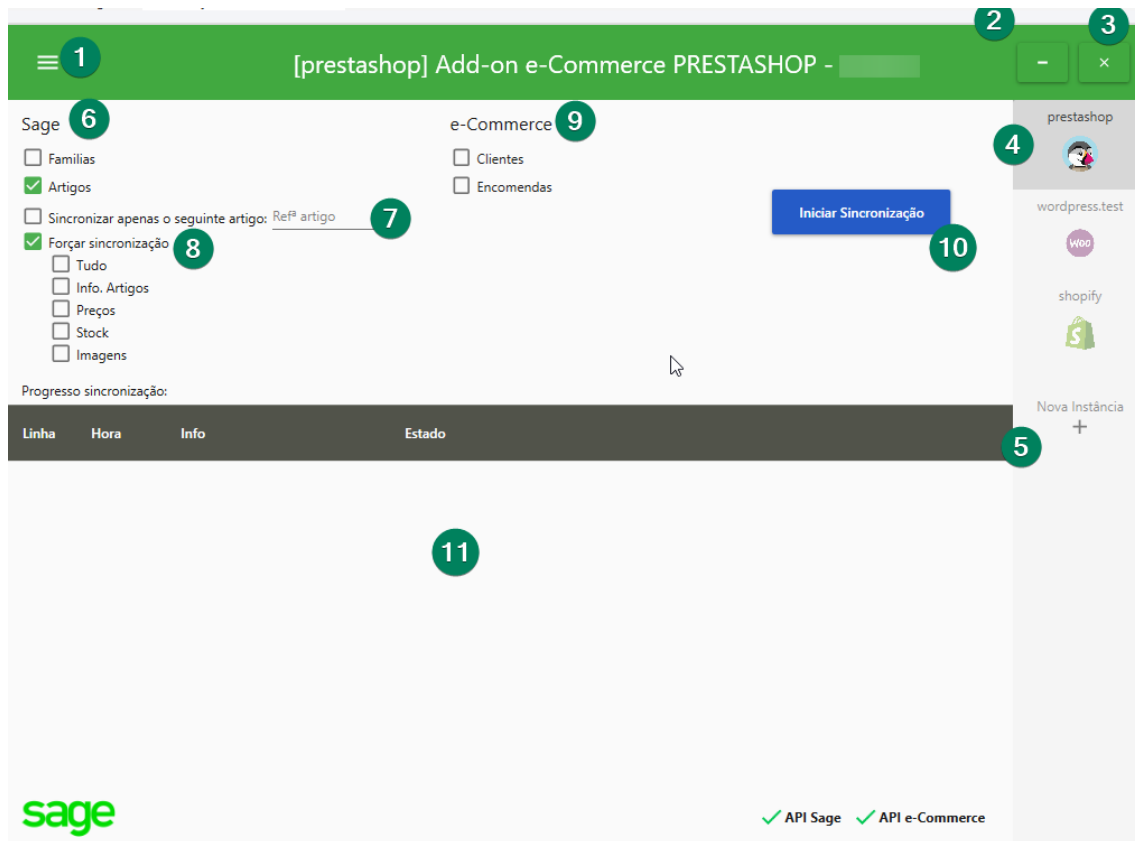 2
3
1
[prestashop] Add-on e-Commerce PRESTASHOP -
Sage 6
e-Commerce 9
prestashop
4
Familias
Clientes
Artigos
Encomendas
Sincronizar apenas o seguinte artigo: Refª artigo 7
Iniciar Sincronização
wordpress.test
Woo
Forçar sincronização 8
10
Tudo
Info. Artigos
shopify
Preços
S
Stock
Imagens
Progresso sincronização:
Nova Instância
+
Linha Hora Info Estado
5
11
sage
API Sage API e-Commerce